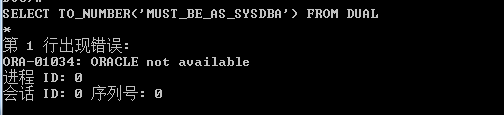 SELECT TO_NUMBER('MUST_BE_AS_SYSDBA') FROM DUAL
*
第 1 行出现错误:
ORA-01034: ORACLE not available
进程 ID: 0
会话 ID: 0 序列号: 0